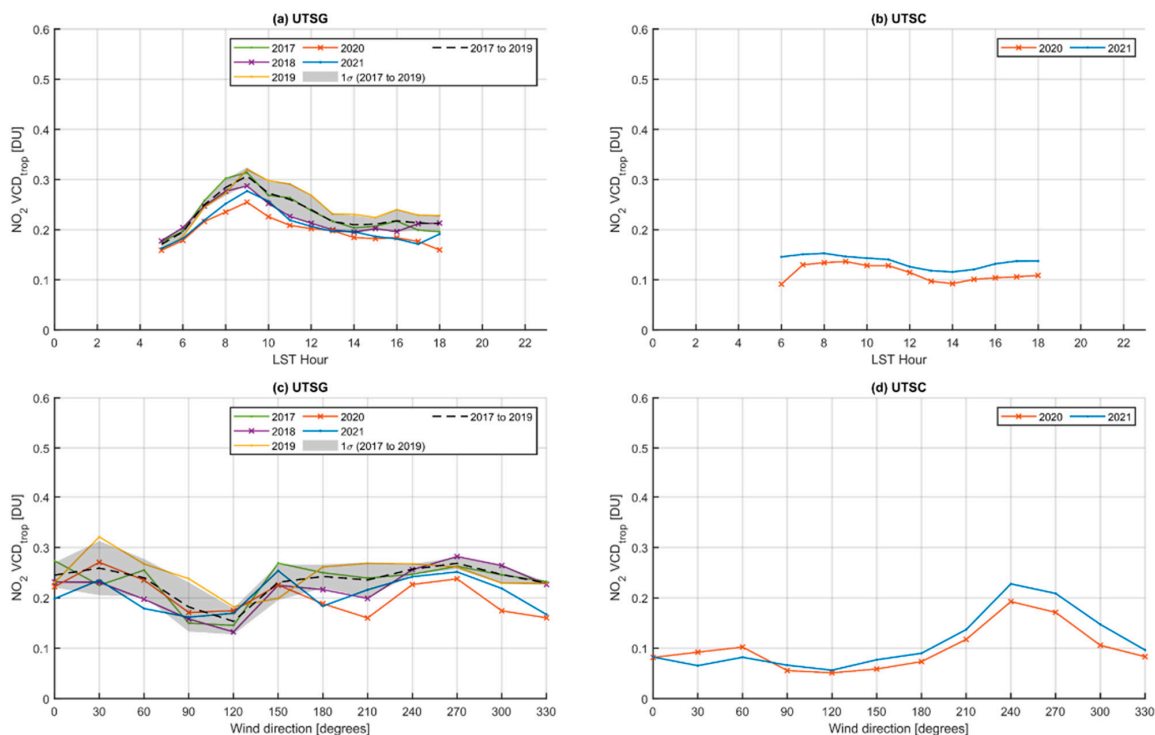 (a) UTSG
NO2 VCDtrop [DU]
0.6
0.5
0.4
0.3
0.2
0.1
0
2017 2020 2017 to 2019
2018 2021
2019 1σ (2017 to 2019)
0 2 4 6 8 10 12 14 16 18 20 22
LST Hour
(b) UTSC
NO2 VCDtrop [DU]
0.6
0.5
0.4
0.3
0.2
0.1
0
2020 2021
0 2 4 6 8 10 12 14 16 18 20 22
LST Hour
(c) UTSG
NO2 VCDtrop [DU]
0.6
0.5
0.4
0.3
0.2
0.1
0
2017 2020 2017 to 2019
2018 2021
2019 1σ (2017 to 2019)
0 30 60 90 120 150 180 210 240 270 300 330
Wind direction [degrees]
(d) UTSC
NO2 VCDtrop [DU]
0.6
0.5
0.4
0.3
0.2
0.1
0
2020 2021
0 30 60 90 120 150 180 210 240 270 300 330
Wind direction [degrees]